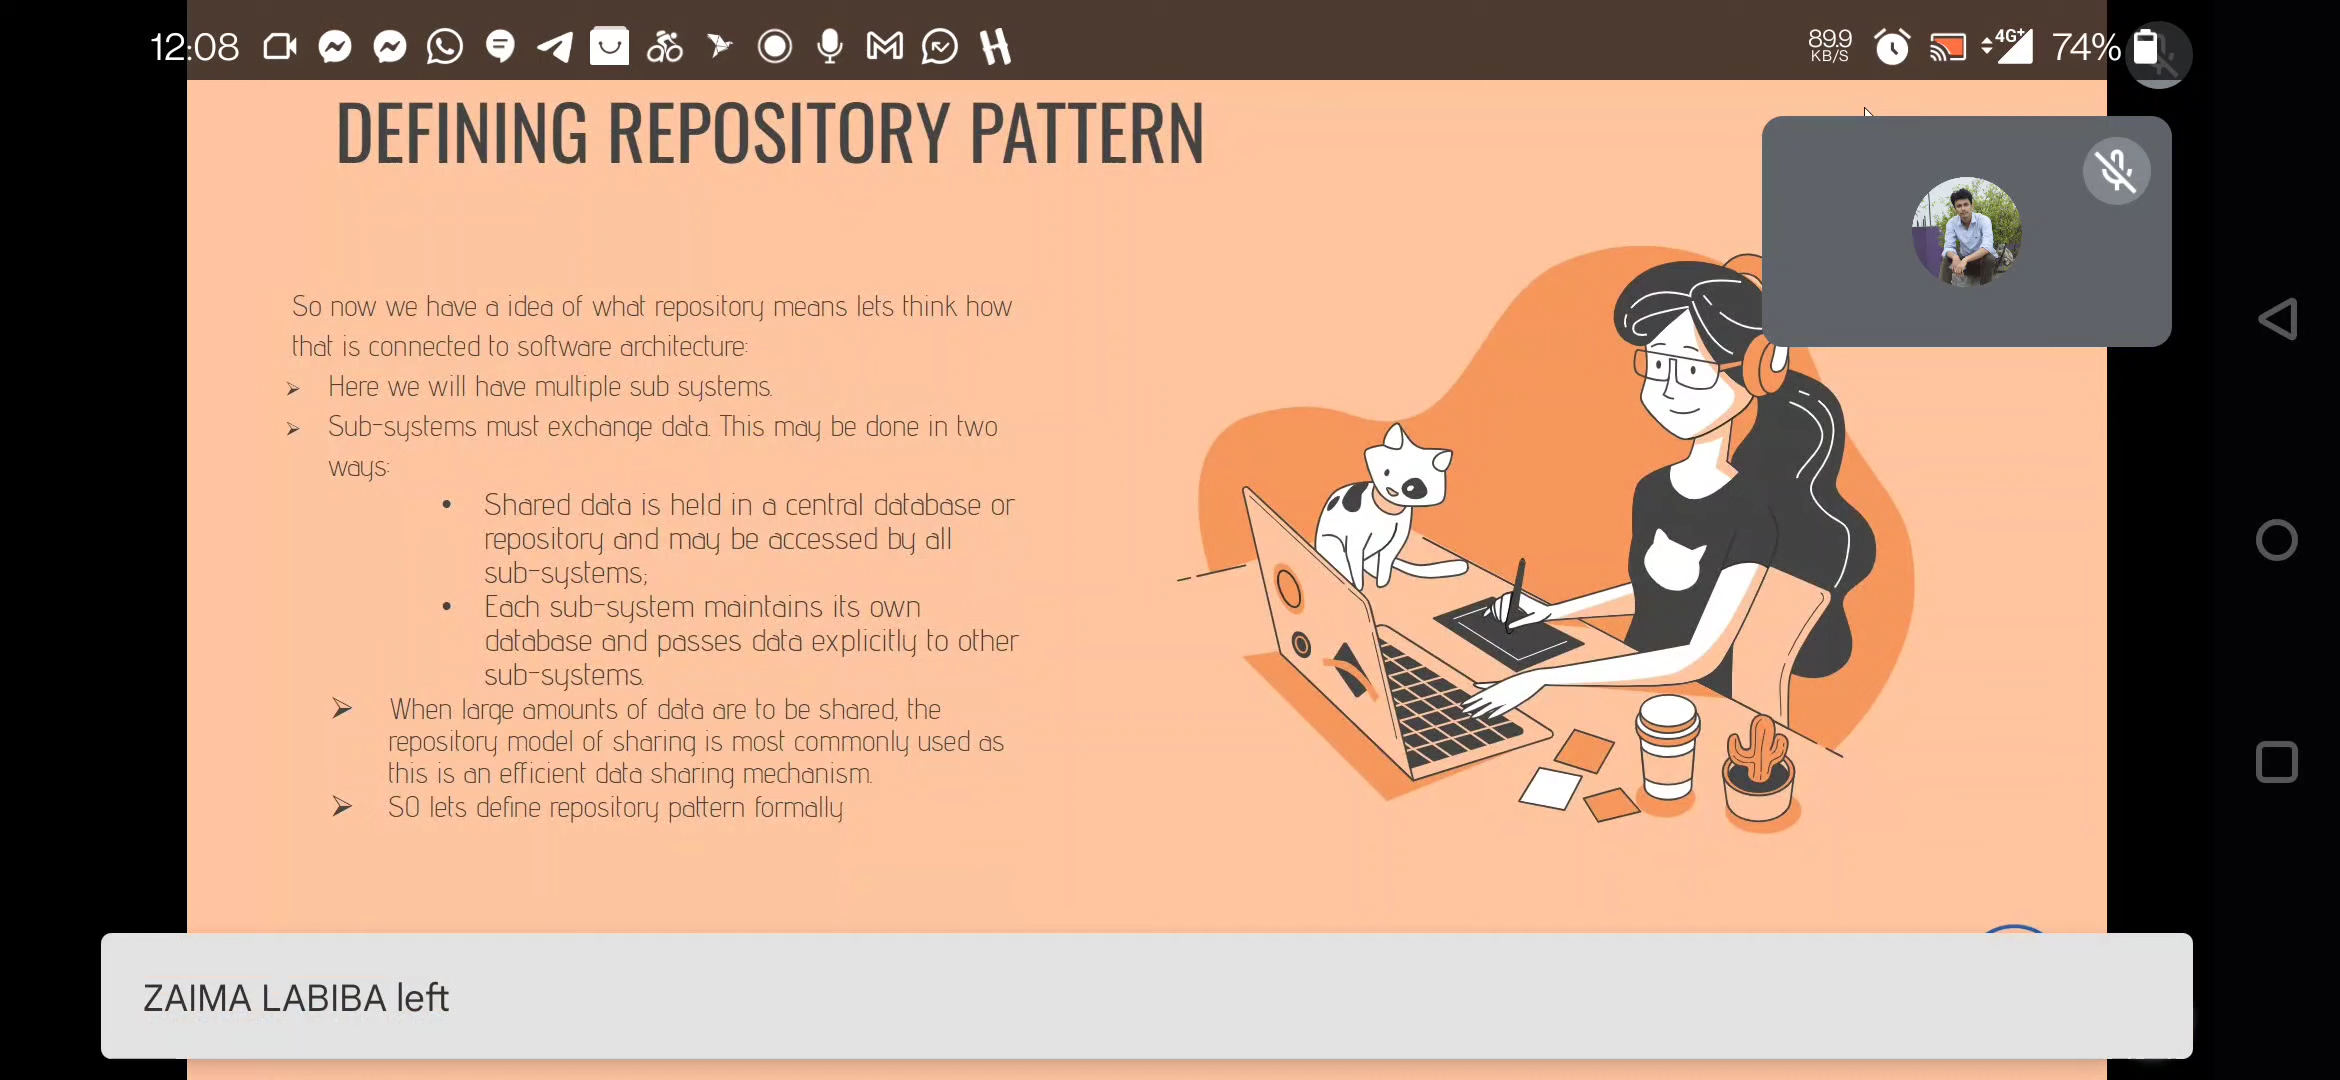 12:08
89.9
KB/S
4G+
74%
DEFINING REPOSITORY PATTERN
So now we have a idea of what repository means lets think how
that is connected to software architecture:
➢ Here we will have multiple sub systems.
➢ Sub-systems must exchange data. This may be done in two
ways:
• Shared data is held in a central database or
repository and may be accessed by all
sub-systems;
• Each sub-system maintains its own
database and passes data explicitly to other
sub-systems.
➢ When large amounts of data are to be shared, the
repository model of sharing is most commonly used as
this is an efficient data sharing mechanism.
➢ SO lets define repository pattern formally
ZAIMA LABIBA left